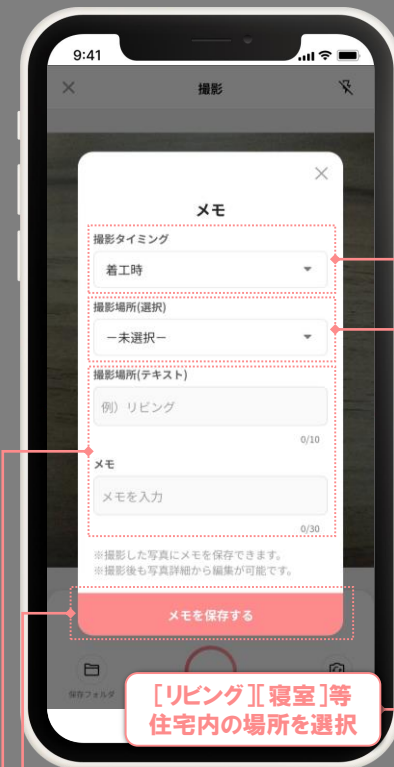 9:41
撮影
メモ
撮影タイミング
着工時
撮影場所(選択)
－未選択－
撮影場所(テキスト)
例）リビング
0/10
メモ
メモを入力
0/30
※撮影した写真にメモを保存できます。
※撮影後も写真詳細から編集が可能です。
メモを保存する
保存フォルダ
[リビング][寝室]等
住宅内の場所を選択